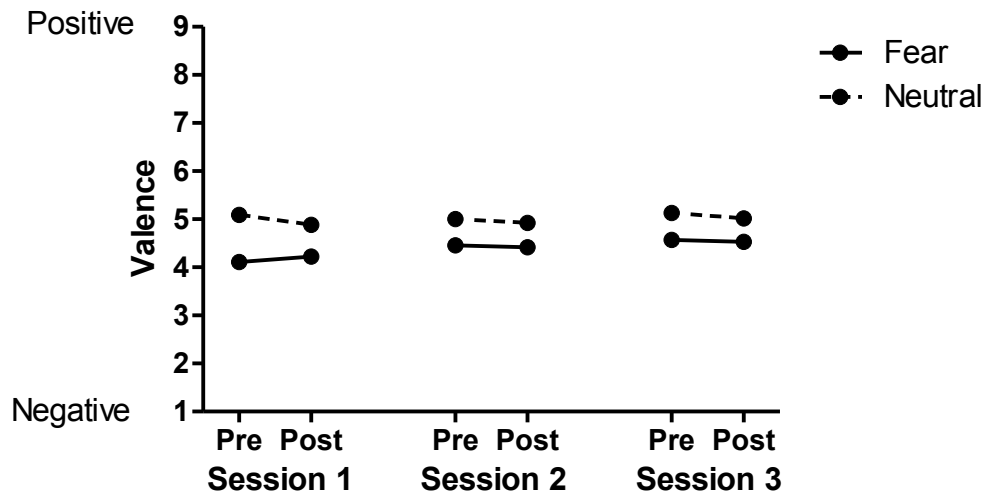 Positive
9
8
7
6
5
4
3
2
1
Negative
Valence
Fear
Neutral
Pre Post Pre Post Pre Post
Session 1 Session 2 Session 3